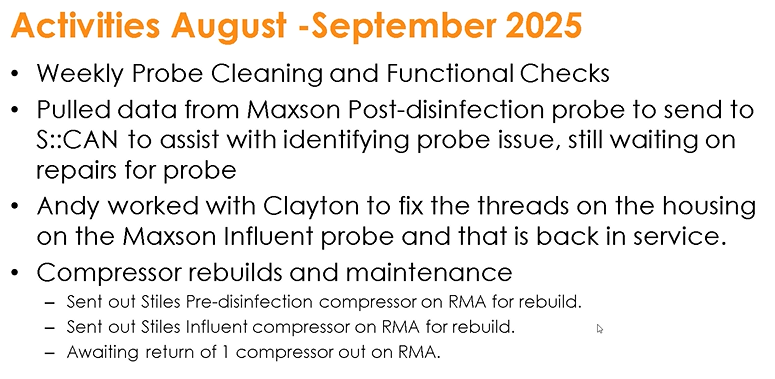 Activities August -September 2025
• Weekly Probe Cleaning and Functional Checks
• Pulled data from Maxson Post-disinfection probe to send to
S::CAN to assist with identifying probe issue, still waiting on
repairs for probe
• Andy worked with Clayton to fix the threads on the housing
on the Maxson Influent probe and that is back in service.
• Compressor rebuilds and maintenance
– Sent out Stiles Pre-disinfection compressor on RMA for rebuild.
– Sent out Stiles Influent compressor on RMA for rebuild.
– Awaiting return of 1 compressor out on RMA.